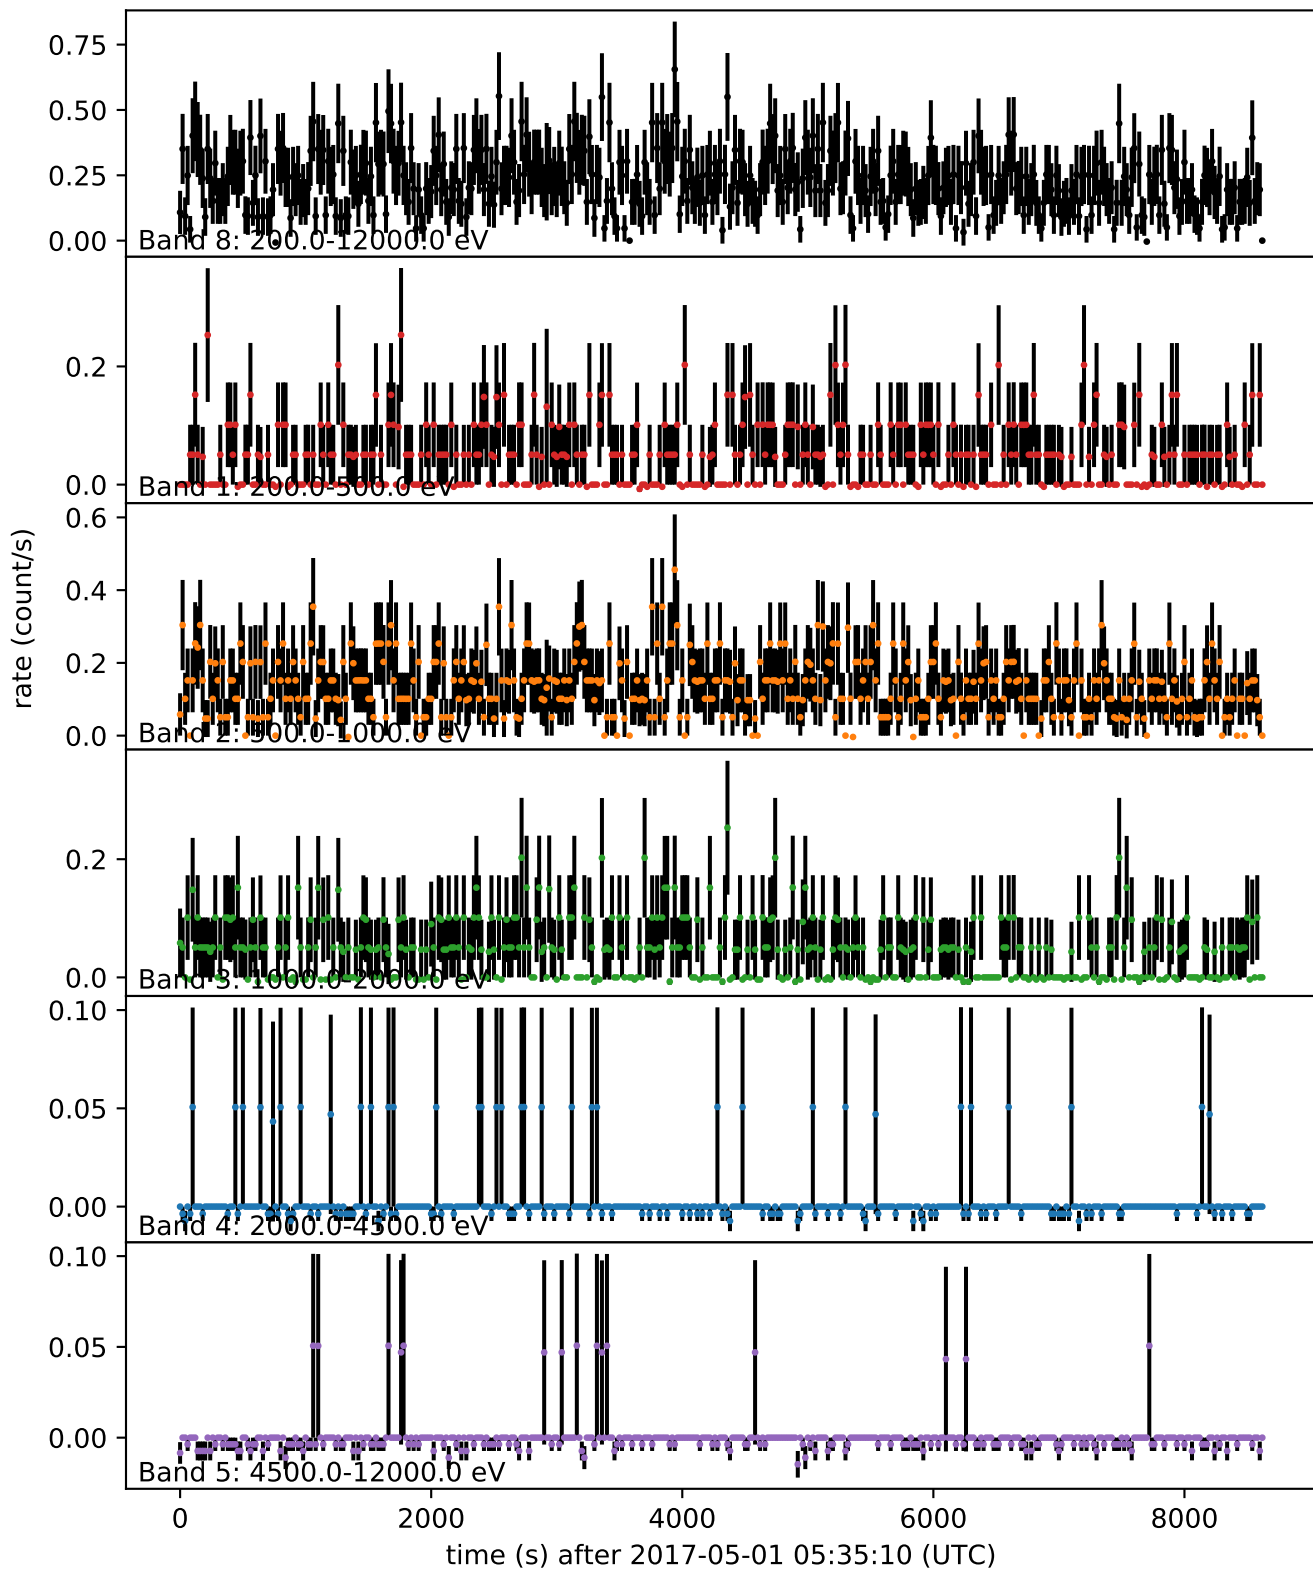 0.75
0.50
0.25
0.00
Band 8: 200.0-12000.0 eV
0.2
0.0
Band 1: 200.0-500.0 eV
0.6
0.4
0.2
0.0
Band 2: 500.0-1000.0 eV
rate (count/s)
0.2
0.0
Band 3: 1000.0-2000.0 eV
0.10
0.05
0.00
Band 4: 2000.0-4500.0 eV
0.10
0.05
0.00
Band 5: 4500.0-12000.0 eV
0 2000 4000 6000 8000
time (s) after 2017-05-01 05:35:10 (UTC)